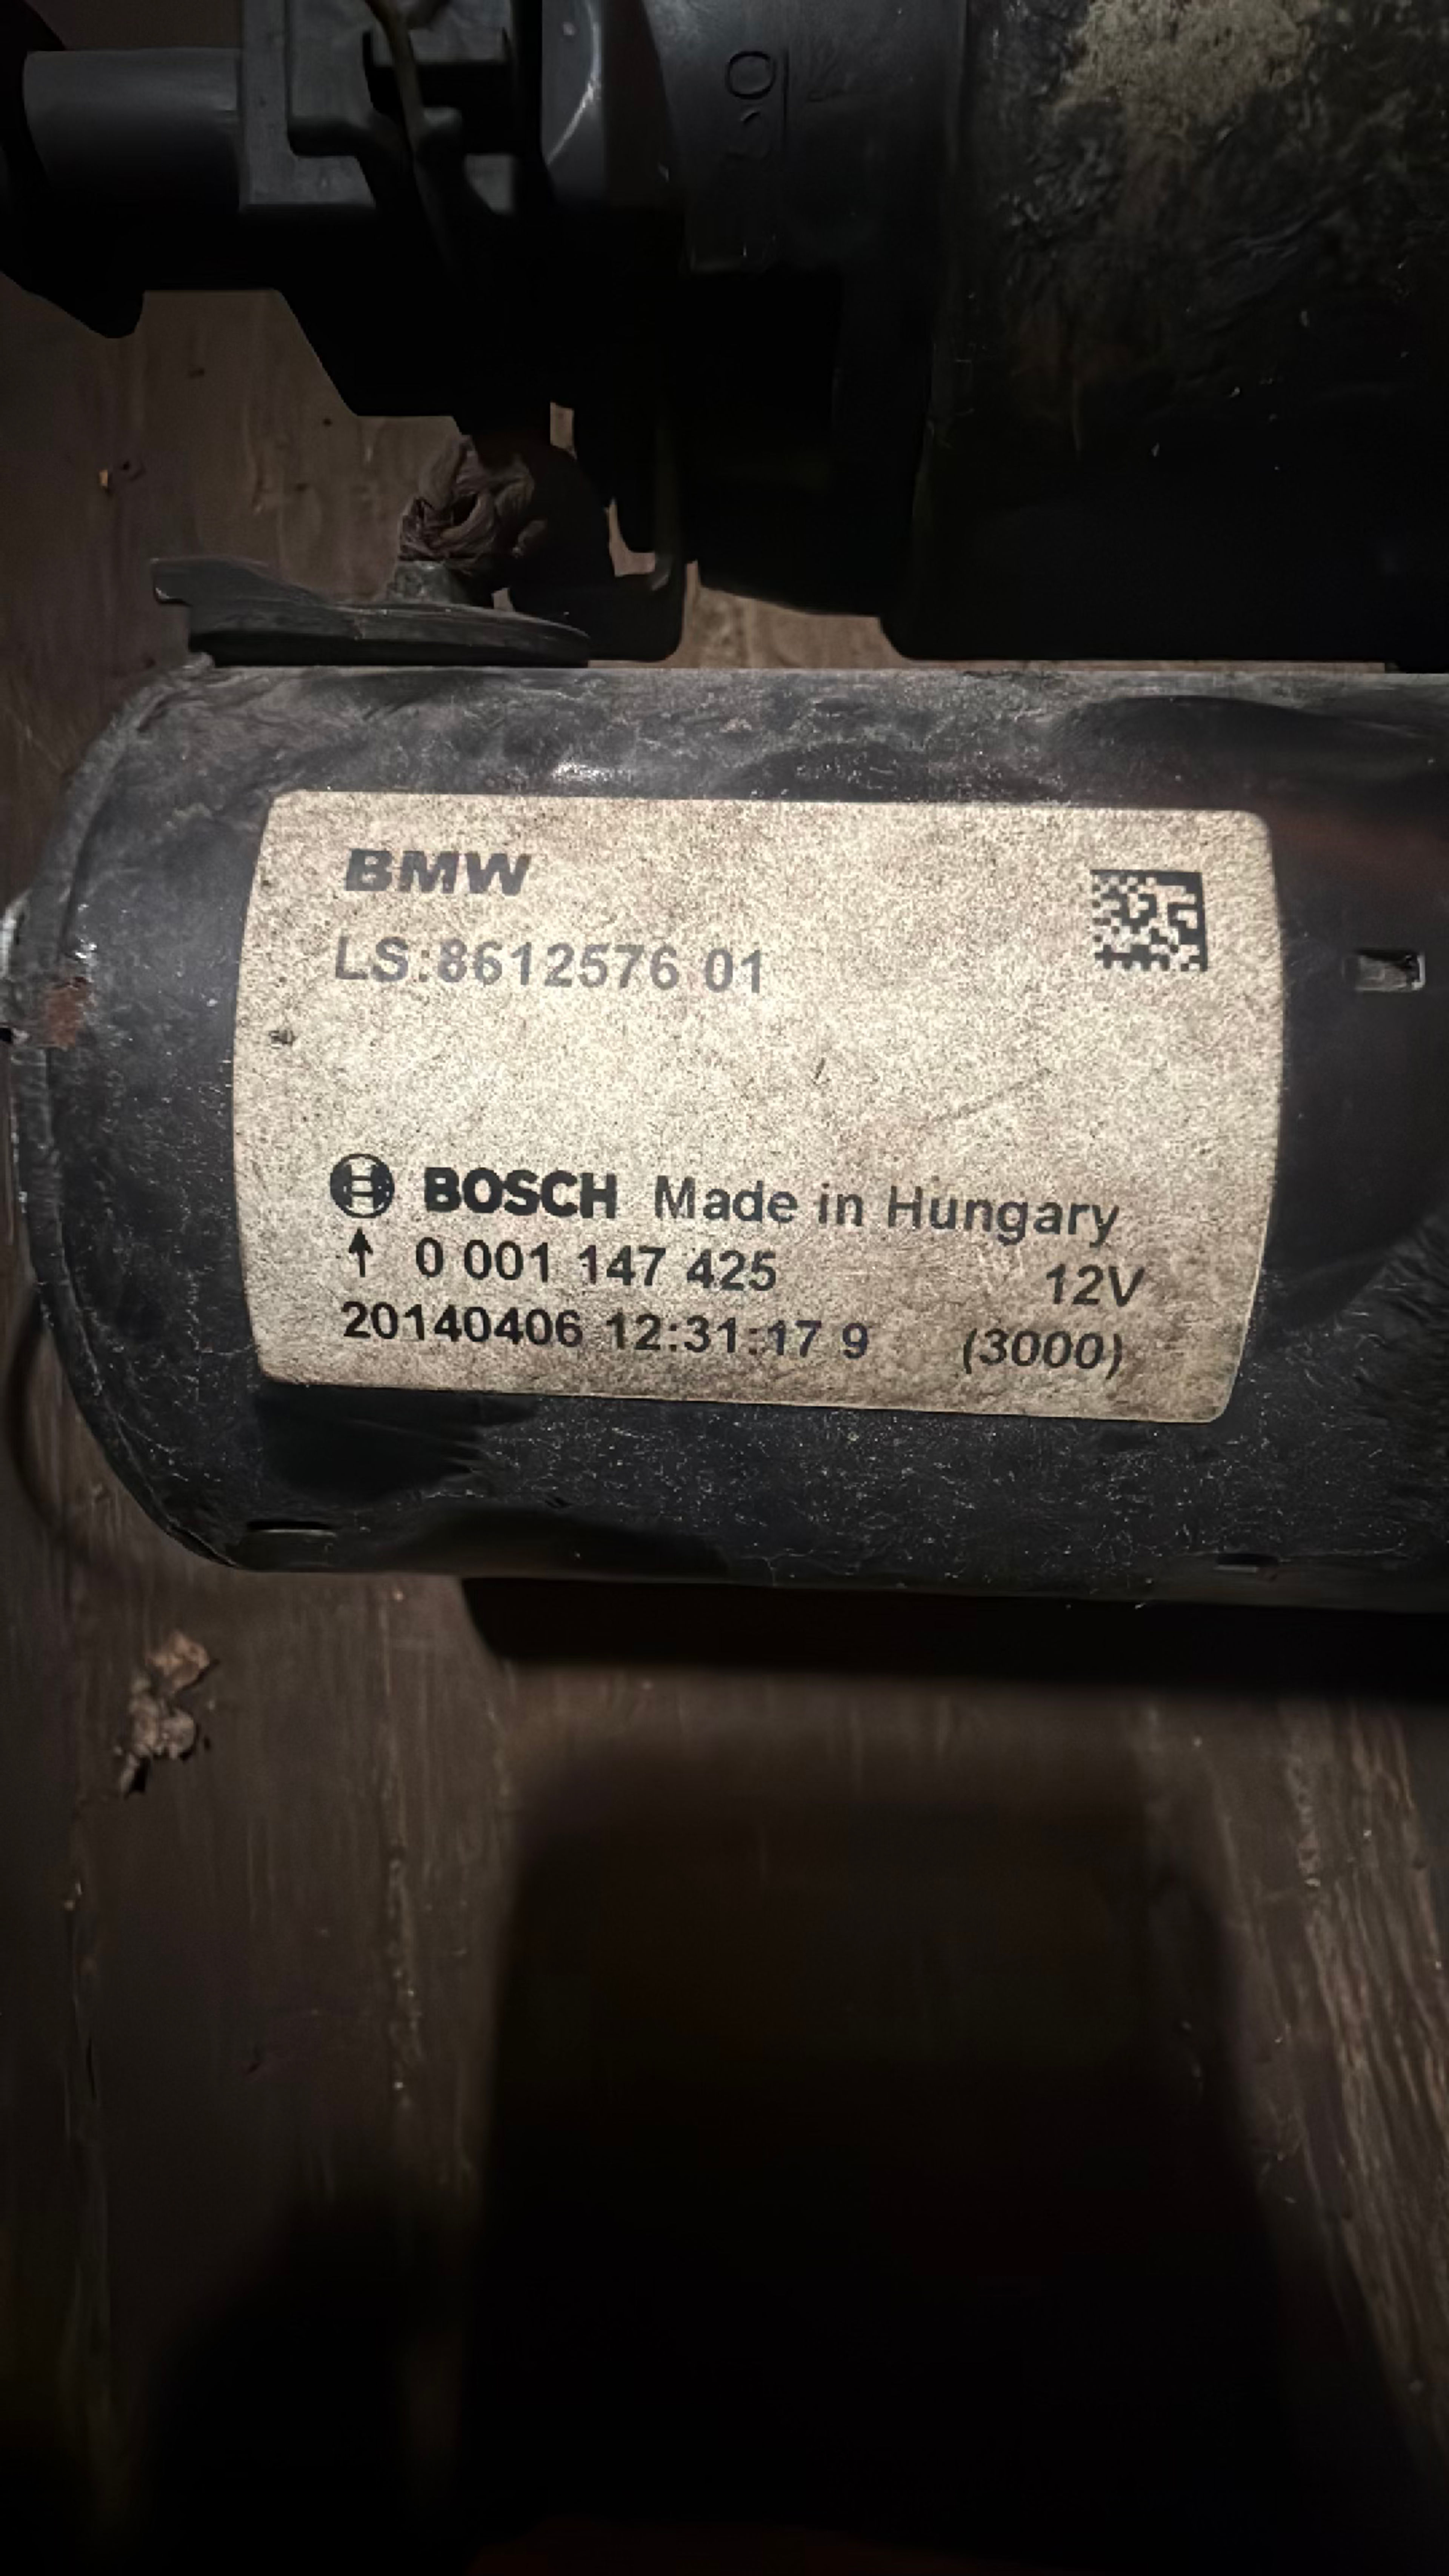 BMW
LS:8612576 01
BOSCH Made in Hungary
0 001 147 425 12V
20140406 12:31:17 9 (3000)